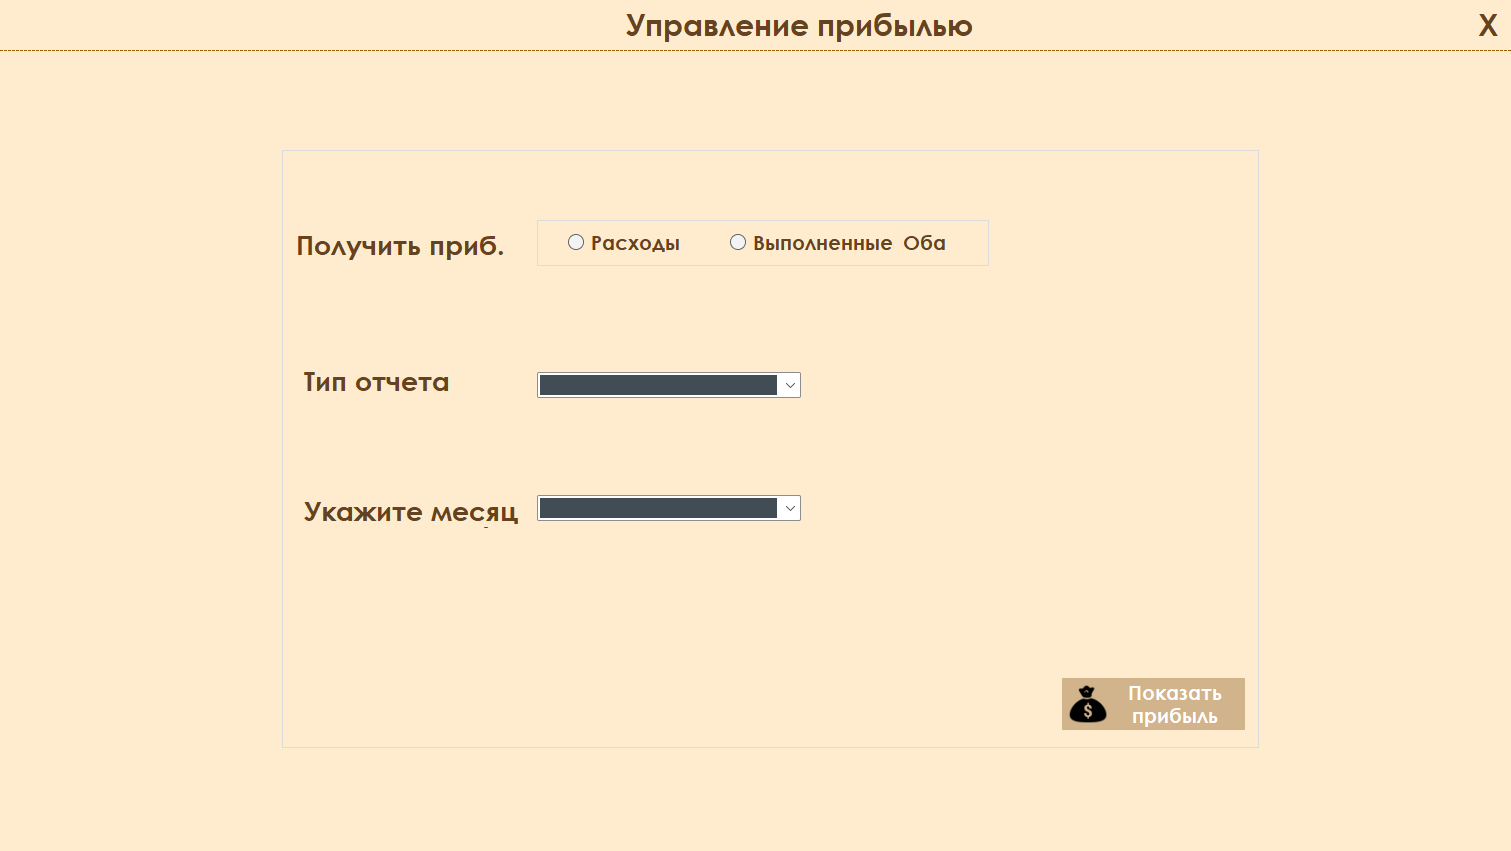 Управление прибылью
X
Получить приб.
Расходы
Выполненные
Оба
Тип отчета
Укажите месяц
Показать
прибыль